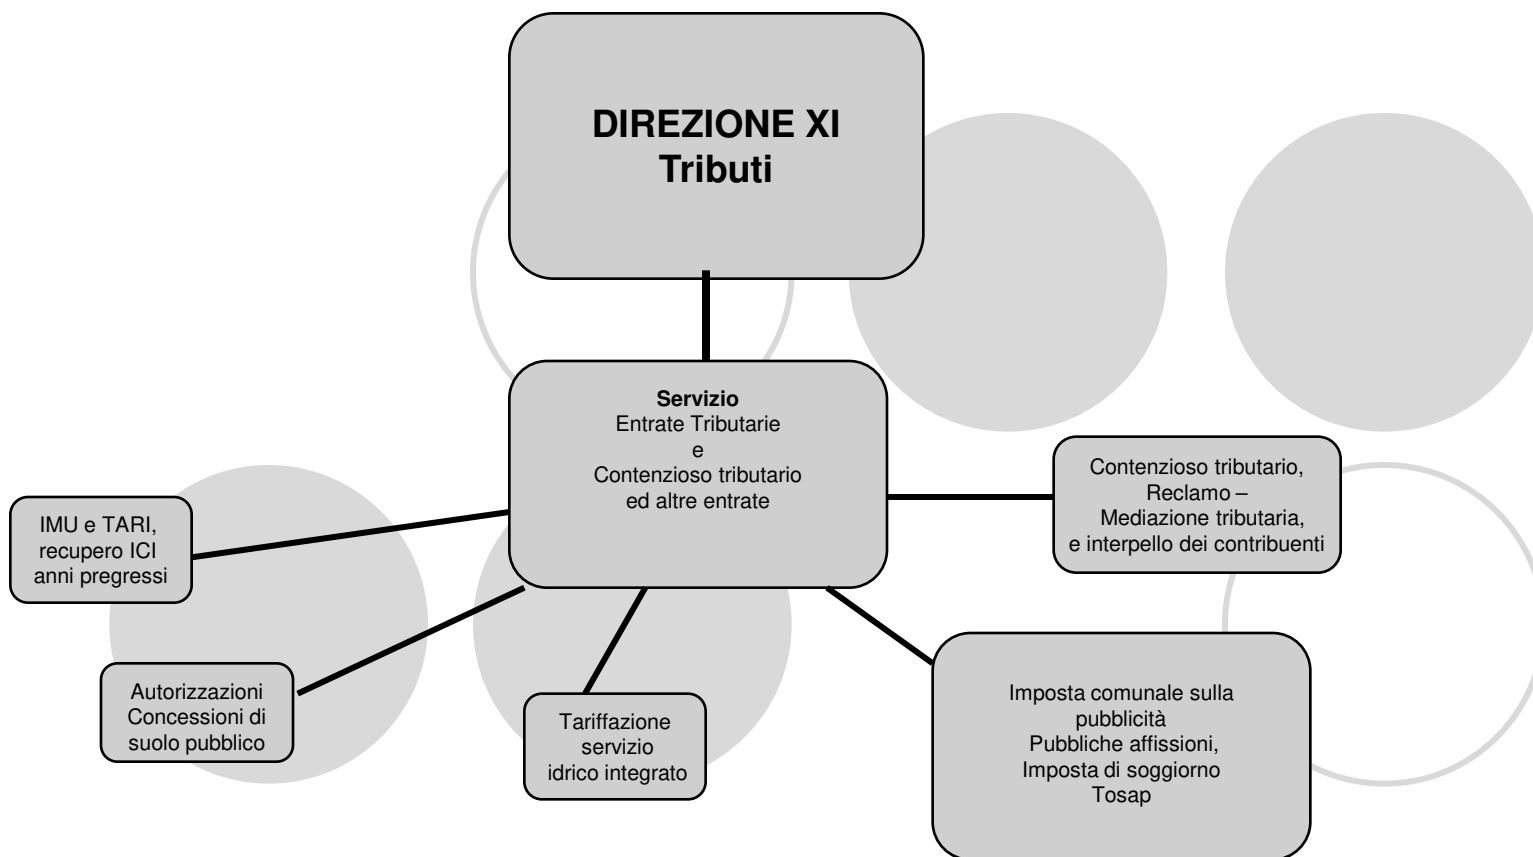 DIREZIONE XI
Tributi
Servizio
Entrate Tributarie
e
Contenzioso tributario
ed altre entrate
Contenzioso tributario,
Reclamo –
Mediazione tributaria,
e interpello dei contribuenti
IMU e TARI,
recupero ICI
anni pregressi
Autorizzazioni
Concessioni di
suolo pubblico
Tariffazione
servizio
idrico integrato
Imposta comunale sulla
pubblicità
Pubbliche affissioni,
Imposta di soggiorno
Tosap